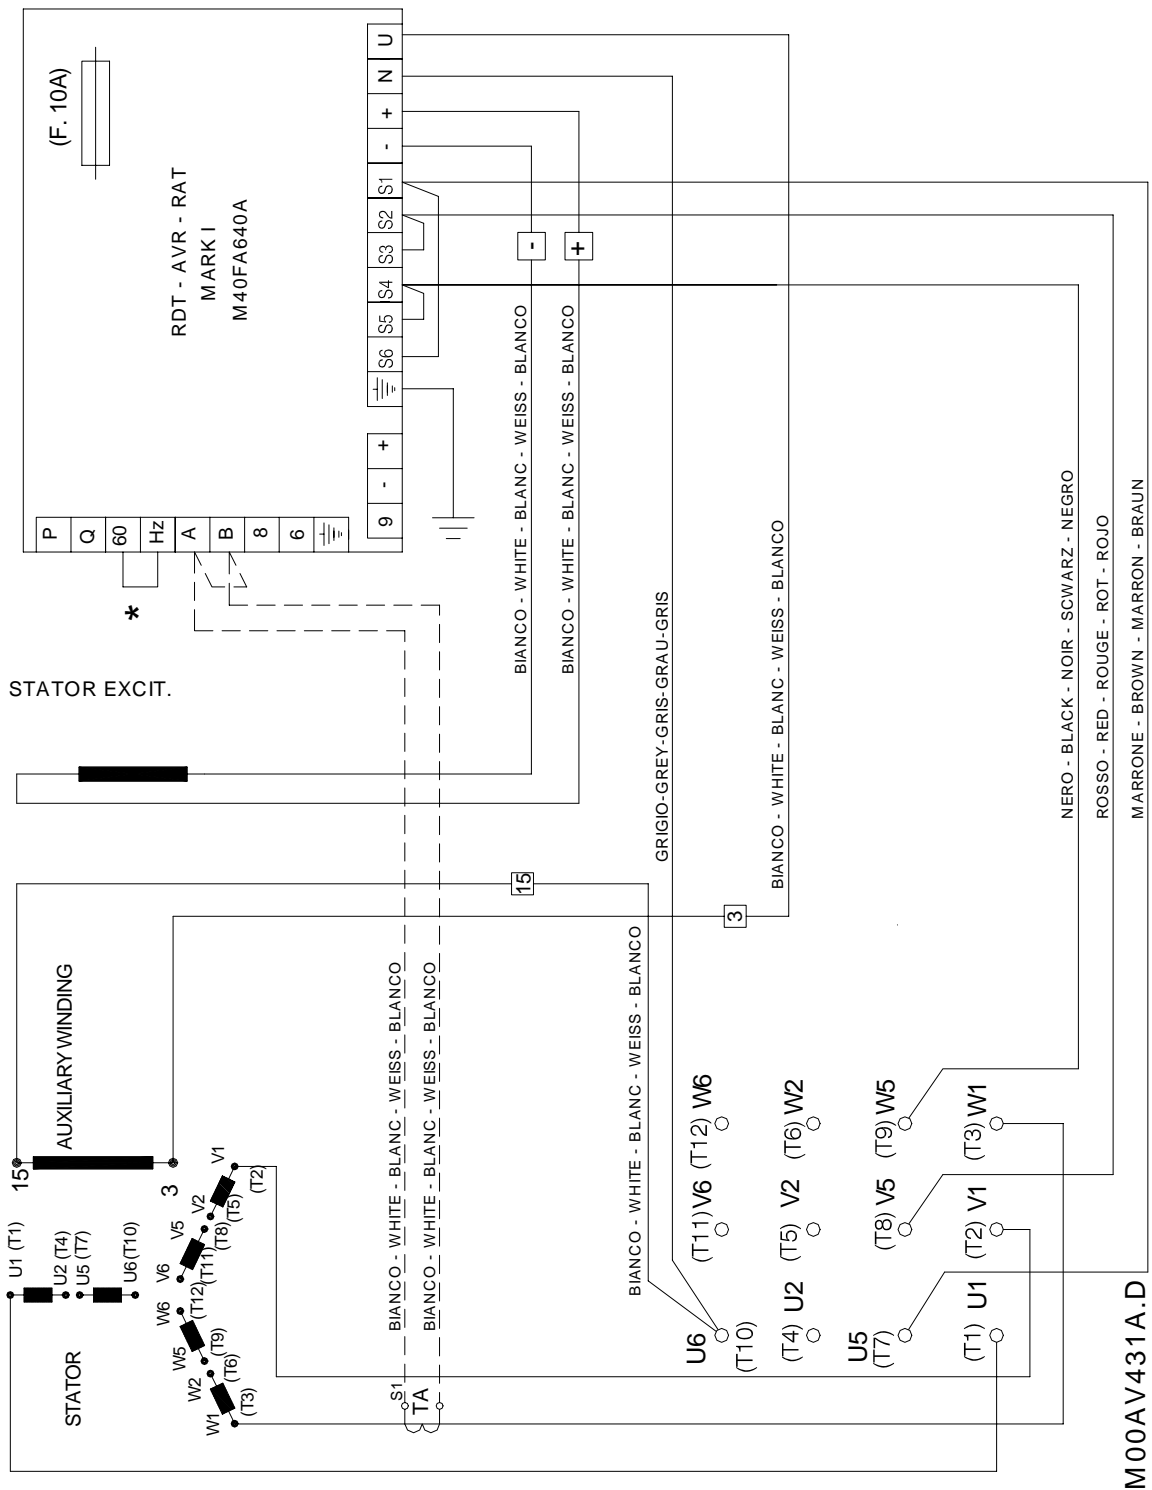 (F. 10A)
RDT - AVR - RAT
MARK I
M40FA640A
U
N
+
-
S1
S2
S3
S4
S5
S6
+
-
9
P
Q
60
Hz
A
B
8
6
*
-
+
STATOR EXCIT.
BIANCO - WHITE - BLANC - WEISS - BLANCO
BIANCO - WHITE - BLANC - WEISS - BLANCO
GRIGIO-GREY-GRIS-GRAU-GRIS
BIANCO - WHITE - BLANC - WEISS - BLANCO
NERO - BLACK - NOIR - SCWARZ - NEGRO
ROSSO - RED - ROUGE - ROT - ROJO
MARRONE - BROWN - MARRON - BRAUN
15
3
AUXILIARY WINDING
15
3
BIANCO - WHITE - BLANC - WEISS - BLANCO
BIANCO - WHITE - BLANC - WEISS - BLANCO
BIANCO - WHITE - BLANC - WEISS - BLANCO
STATOR
U1 (T1)
U2 (T4)
U5 (T7)
U6(T10)
V1
(T2)
V2
(T5)
V5
(T8)
V6
(T11)
W6
(T12)
W5
(T9)
W2
(T6)
W1
(T3)
S1
TA
U6
(T10)
(T11) V6
(T12) W6
(T4) U2
(T5) V2
(T6) W2
U5
(T7)
(T8) V5
(T9) W5
(T1) U1
(T2) V1
(T3) W1
M00AV431A.D